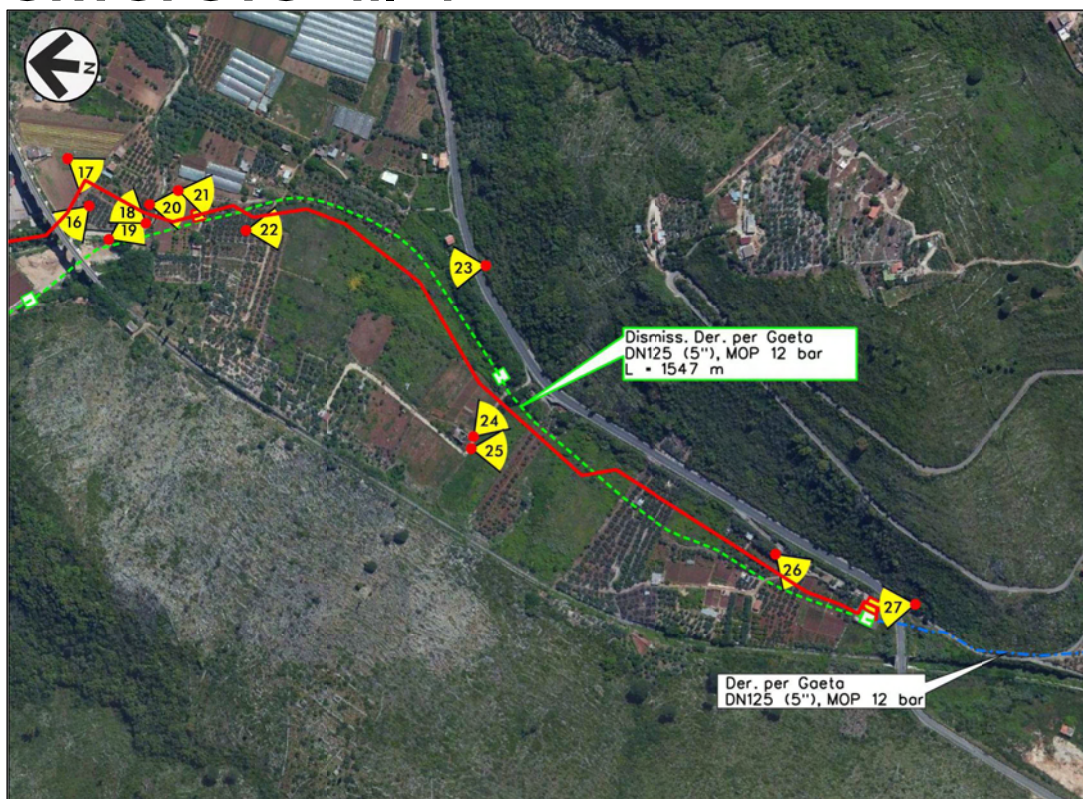 N
17
16
18
20
21
19
22
23
Dismiss. Der. per Gaeta
DN125 (5"), MOP 12 bar
L = 1547 m
24
25
26
27
Der. per Gaeta
DN125 (5"), MOP 12 bar